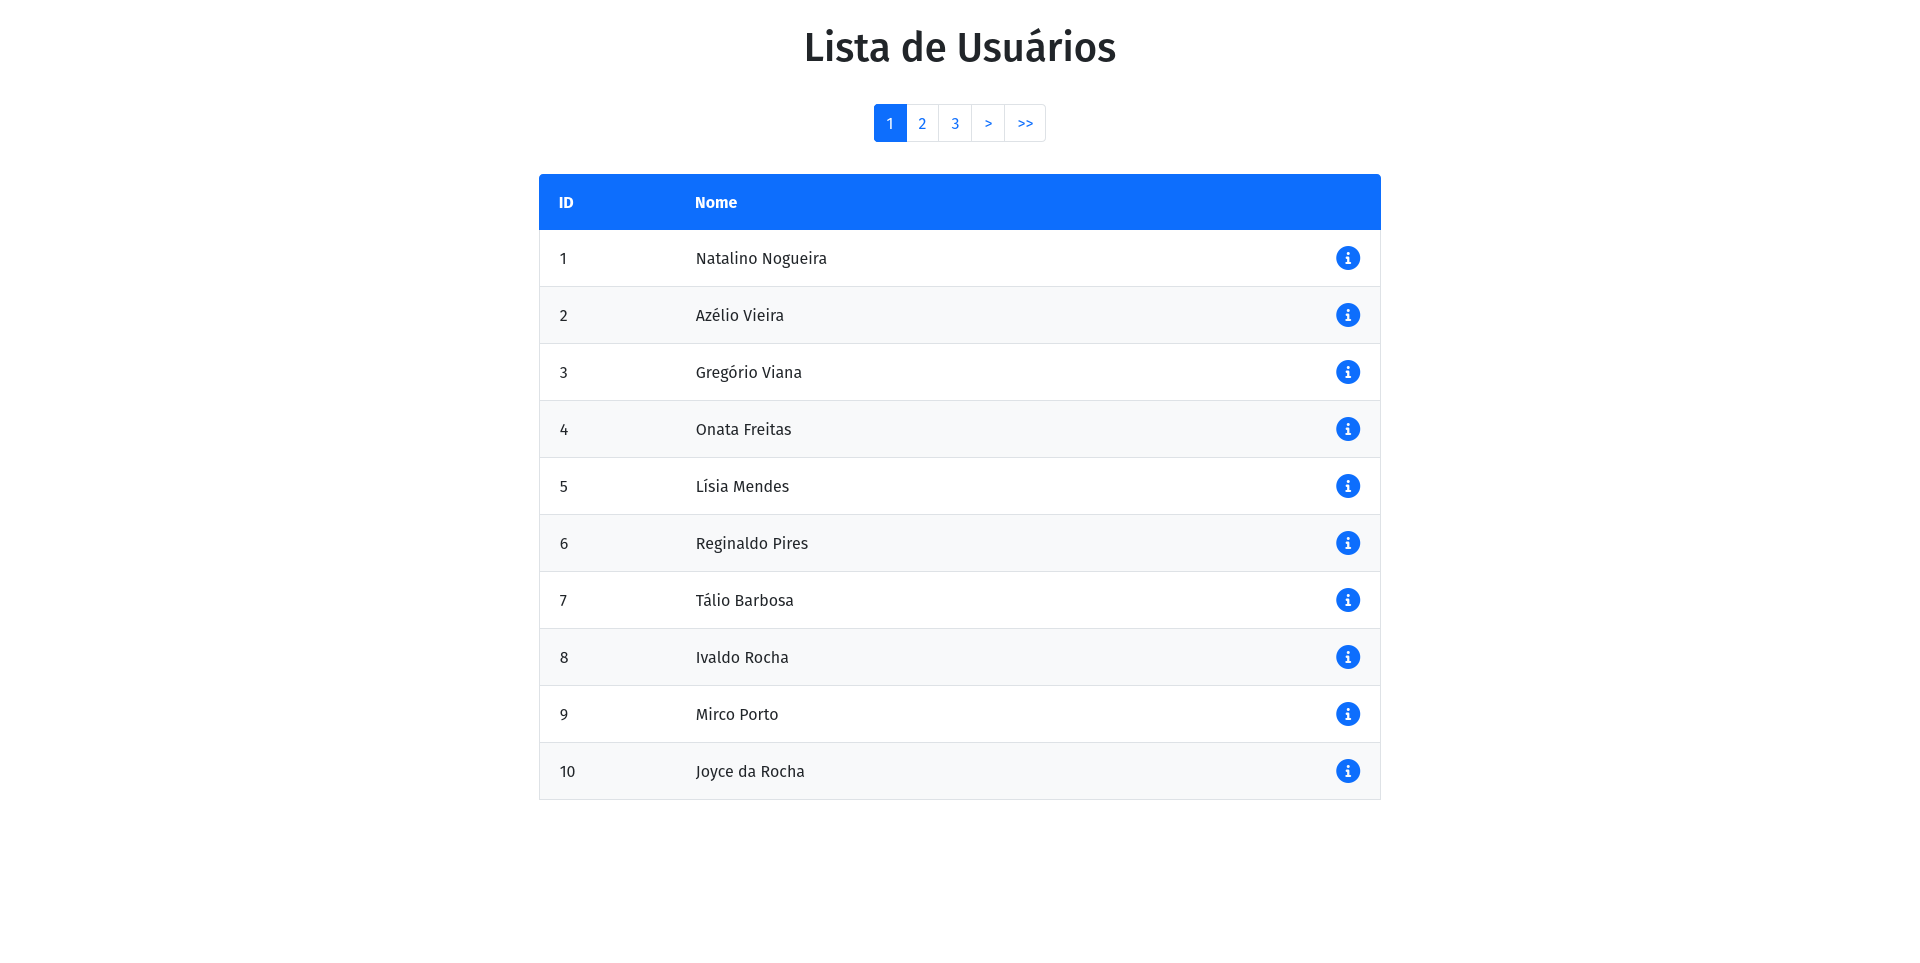 Lista de Usuários
1 2 3 > >>
ID Nome
1 Natalino Nogueira
2 Azélio Vieira
3 Gregório Viana
4 Onata Freitas
5 Lísia Mendes
6 Reginaldo Pires
7 Tálio Barbosa
8 Ivaldo Rocha
9 Mirco Porto
10 Joyce da Rocha